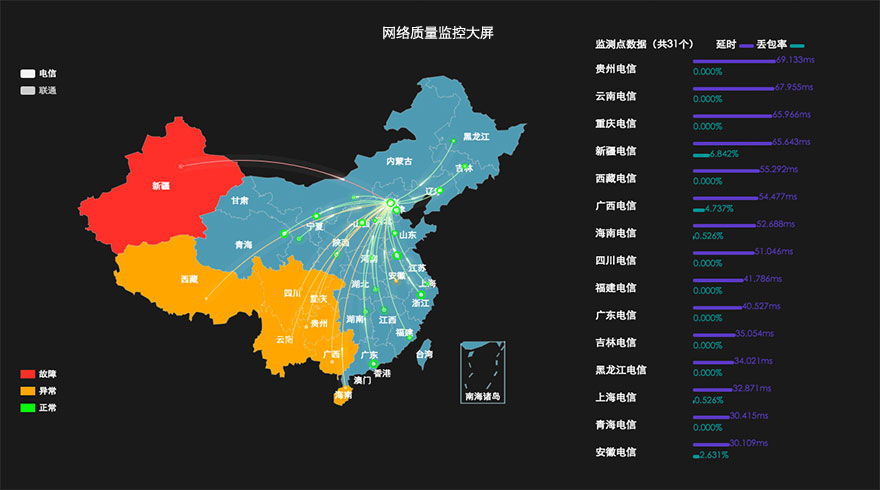 网络质量监控大屏
电信
联通
黑龙江
内蒙古
吉林
辽宁
新疆
甘肃
宁夏
山西
山东
青海
陕西
河南
江苏
安徽
上海
西藏
四川
重庆
湖北
浙江
贵州
湖南
江西
云南
福建
广西
广东
台湾
香港
澳门
海南
南海诸岛
故障
异常
正常
监测点数据（共31个） 延时 丢包率
贵州电信 69.133ms
0.000%
云南电信 67.955ms
0.000%
重庆电信 65.966ms
0.000%
新疆电信 65.643ms
6.842%
西藏电信 55.292ms
0.000%
广西电信 54.477ms
4.737%
海南电信 52.688ms
0.526%
四川电信 51.046ms
0.000%
福建电信 41.786ms
0.000%
广东电信 40.527ms
0.000%
吉林电信 35.054ms
0.000%
黑龙江电信 34.021ms
0.000%
上海电信 32.871ms
0.526%
青海电信 30.415ms
0.000%
安徽电信 30.109ms
2.631%